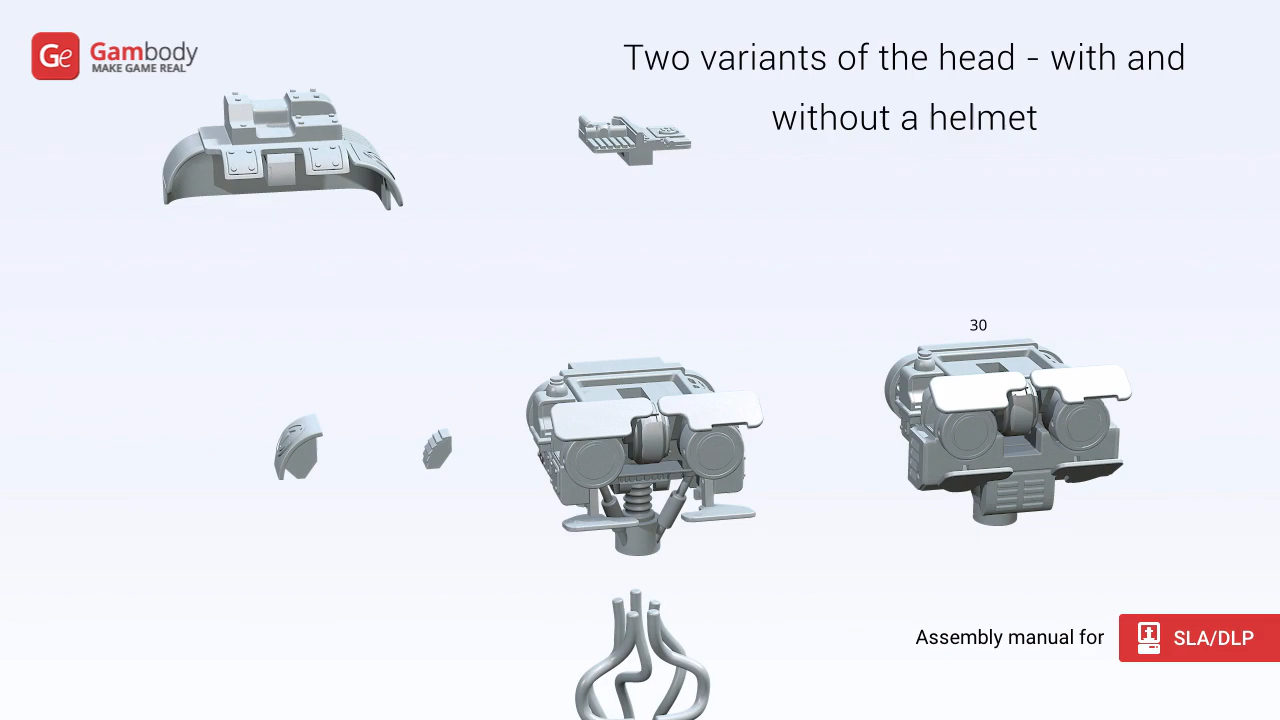 Ge
Gambody
MAKE GAME REAL
Two variants of the head - with and
without a helmet
30
Assembly manual for
SLA/DLP